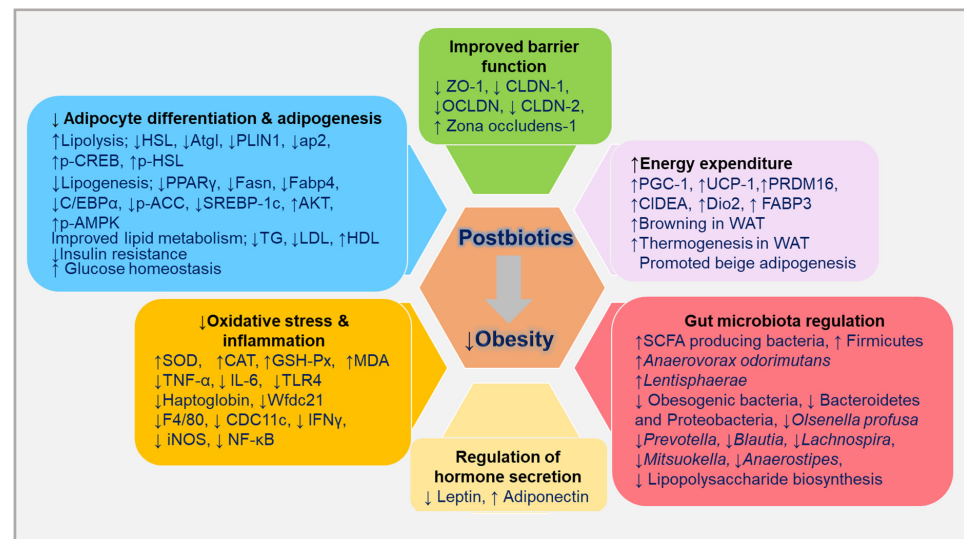 Improved barrier
function
↓ ZO-1, ↓ CLDN-1,
↓OCLDN, ↓ CLDN-2,
↑ Zona occludens-1
↓ Adipocyte differentiation & adipogenesis
↑Lipolysis; ↓HSL, ↓Atgl, ↓PLIN1, ↓ap2,
↑p-CREB, ↑p-HSL
↓Lipogenesis; ↓PPARγ, ↓Fasn, ↓Fabp4,
↓C/EBPα, ↓p-ACC, ↓SREBP-1c, ↑AKT,
↑p-AMPK
Improved lipid metabolism; ↓TG, ↓LDL, ↑HDL
↓Insulin resistance
↑ Glucose homeostasis
↑Energy expenditure
↑PGC-1, ↑UCP-1,↑PRDM16,
↑CIDEA, ↑Dio2, ↑ FABP3
↑Browning in WAT
↑Thermogenesis in WAT
Promoted beige adipogenesis
Postbiotics
↓Obesity
↓Oxidative stress &
inflammation
↑SOD, ↑CAT, ↑GSH-Px, ↑MDA
↓TNF-α, ↓ IL-6, ↓TLR4
↓Haptoglobin, ↓Wfdc21
↓F4/80, ↓ CDC11c, ↓ IFNγ,
↓ iNOS, ↓ NF-κB
Regulation of
hormone secretion
↓ Leptin, ↑ Adiponectin
Gut microbiota regulation
↑SCFA producing bacteria, ↑ Firmicutes
↑Anaerovorax odorimutans
↑Lentisphaerae
↓ Obesogenic bacteria, ↓ Bacteroidetes
and Proteobacteria, ↓Olsenella profusa
↓Prevotella, ↓Blautia, ↓Lachnospira,
↓Mitsuokella, ↓Anaerostipes,
↓ Lipopolysaccharide biosynthesis